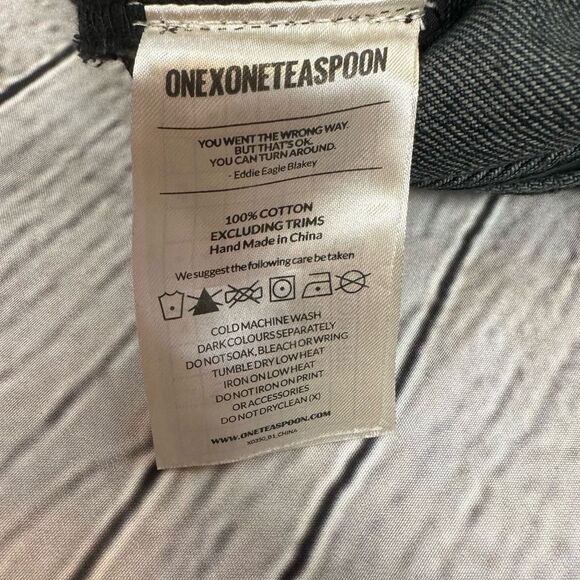 ONEXONETEASPOON
YOU WENT THE WRONG WAY.
BUT THAT'S OK.
YOU CAN TURN AROUND.
- Eddie Eagle Blakey
100% COTTON
EXCLUDING TRIMS
Hand Made in China
We suggest the following care be taken
COLD MACHINE WASH
DARK COLOURS SEPARATELY
DO NOT SOAK, BLEACH OR WRING
TUMBLE DRY LOW HEAT
IRON ON LOW HEAT
DO NOT IRON ON PRINT
OR ACCESSORIES
DO NOT DRYCLEAN (X)
WWW.ONETEASPOON.COM